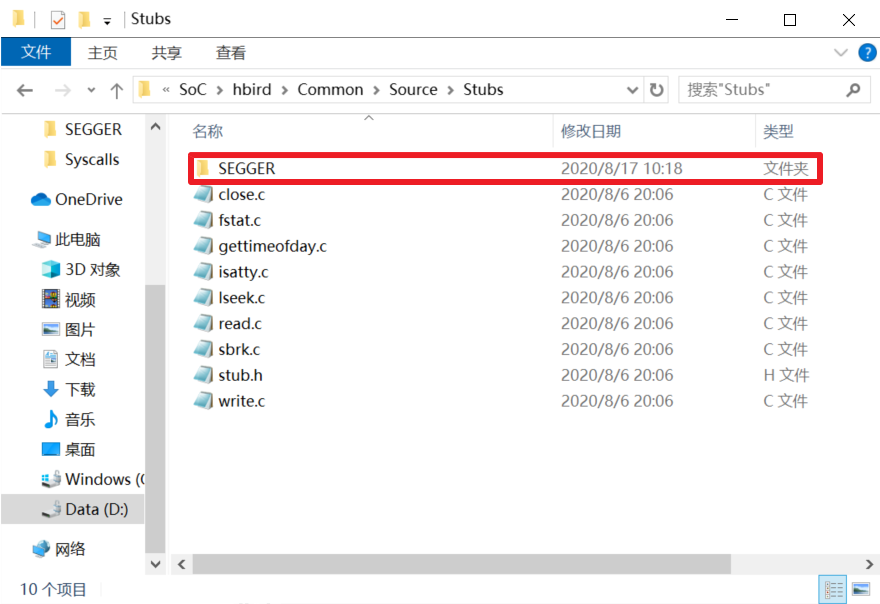 Stubs
文件 主页 共享 查看
« SoC > hbird > Common > Source > Stubs 搜索"Stubs"
SEGGER
Syscalls
OneDrive
此电脑
3D 对象
视频
图片
文档
下载
音乐
桌面
Windows (C
Data (D:)
网络
名称 修改日期 类型
SEGGER 2020/8/17 10:18 文件夹
close.c 2020/8/6 20:06 C 文件
fstat.c 2020/8/6 20:06 C 文件
gettimeofday.c 2020/8/6 20:06 C 文件
isatty.c 2020/8/6 20:06 C 文件
lseek.c 2020/8/6 20:06 C 文件
read.c 2020/8/6 20:06 C 文件
sbrk.c 2020/8/6 20:06 C 文件
stub.h 2020/8/6 20:06 H 文件
write.c 2020/8/6 20:06 C 文件
10 个项目